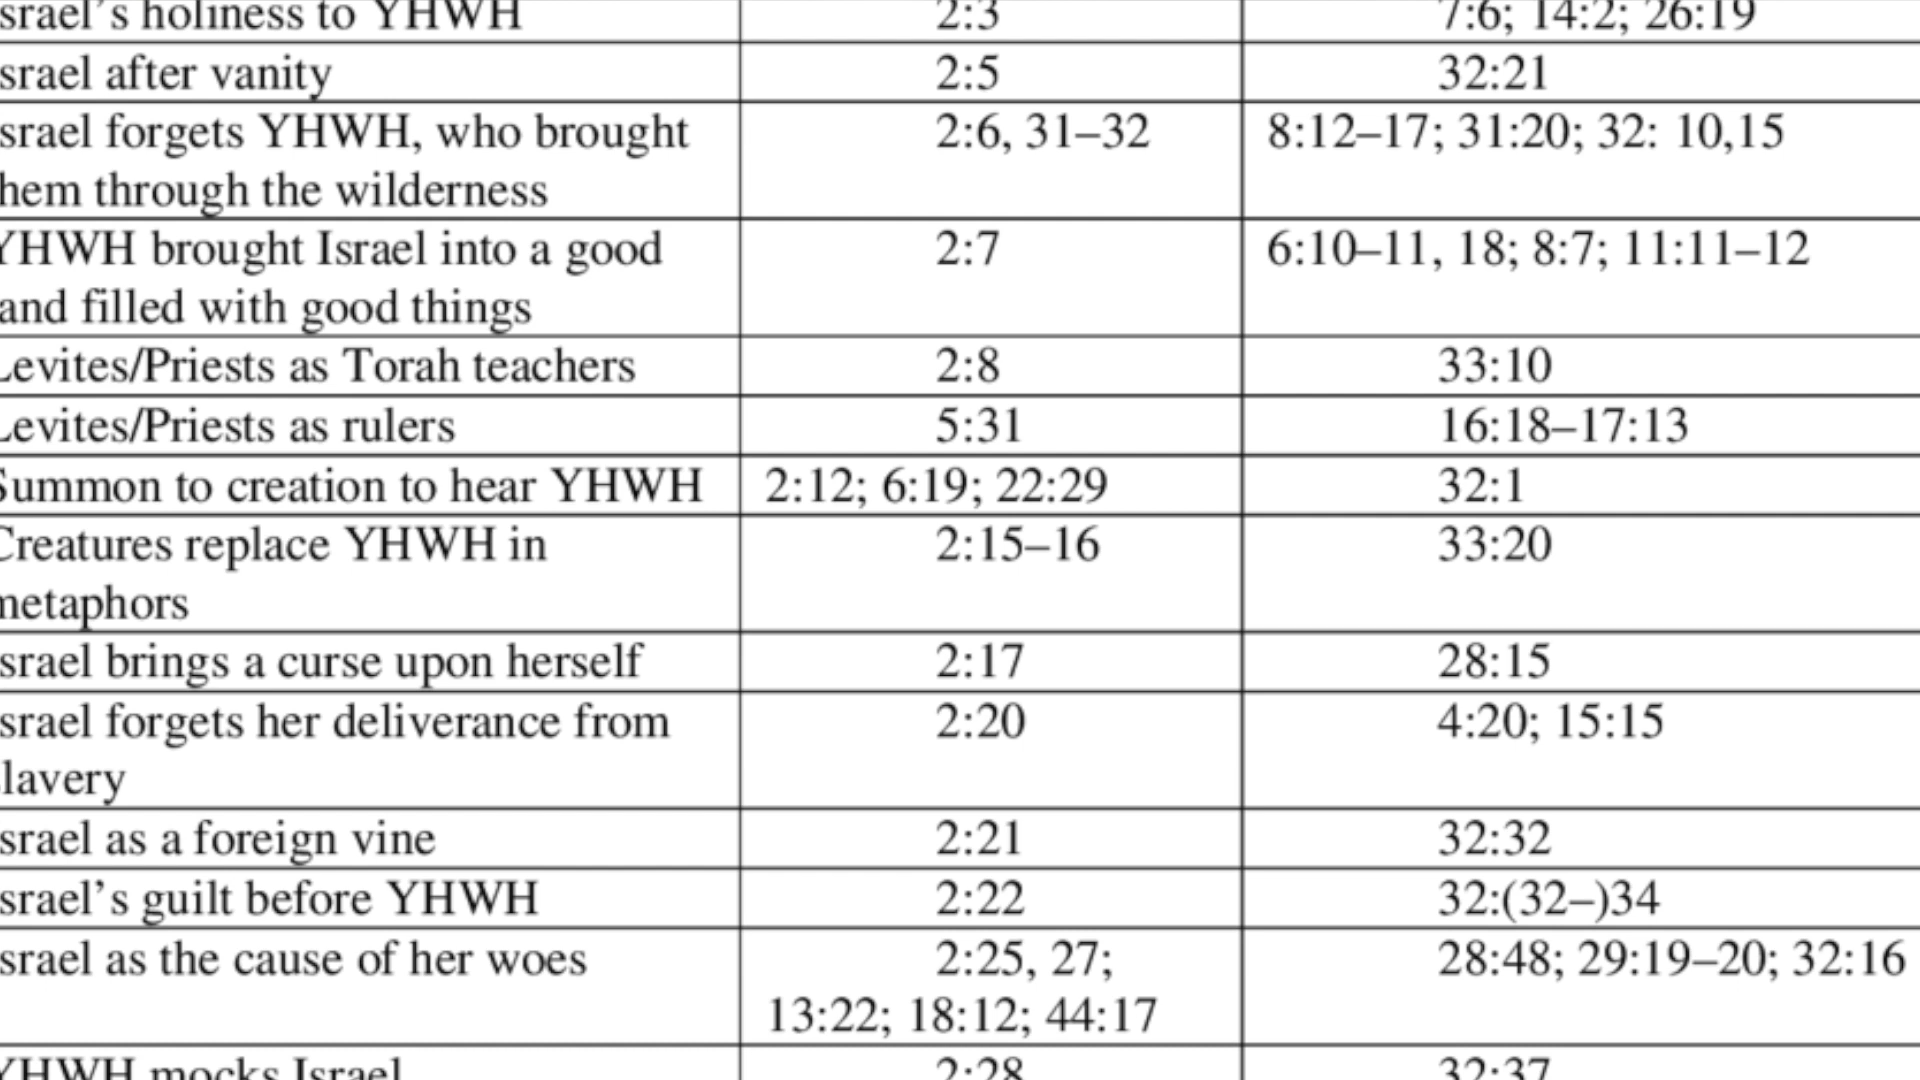 srael's holiness to YHWH 2:3 7:6; 14:2; 26:19
srael after vanity 2:5 32:21
srael forgets YHWH, who brought 2:6, 31–32 8:12–17; 31:20; 32: 10,15
hem through the wilderness
YHWH brought Israel into a good 2:7 6:10–11, 18; 8:7; 11:11–12
and filled with good things
Levites/Priests as Torah teachers 2:8 33:10
Levites/Priests as rulers 5:31 16:18–17:13
Summon to creation to hear YHWH 2:12; 6:19; 22:29 32:1
Creatures replace YHWH in 2:15–16 33:20
metaphors
srael brings a curse upon herself 2:17 28:15
srael forgets her deliverance from 2:20 4:20; 15:15
lavery
srael as a foreign vine 2:21 32:32
srael's guilt before YHWH 2:22 32:(32–)34
srael as the cause of her woes 2:25, 27; 28:48; 29:19–20; 32:16
13:22; 18:12; 44:17
YHWH mocks Israel 2:28 32:37